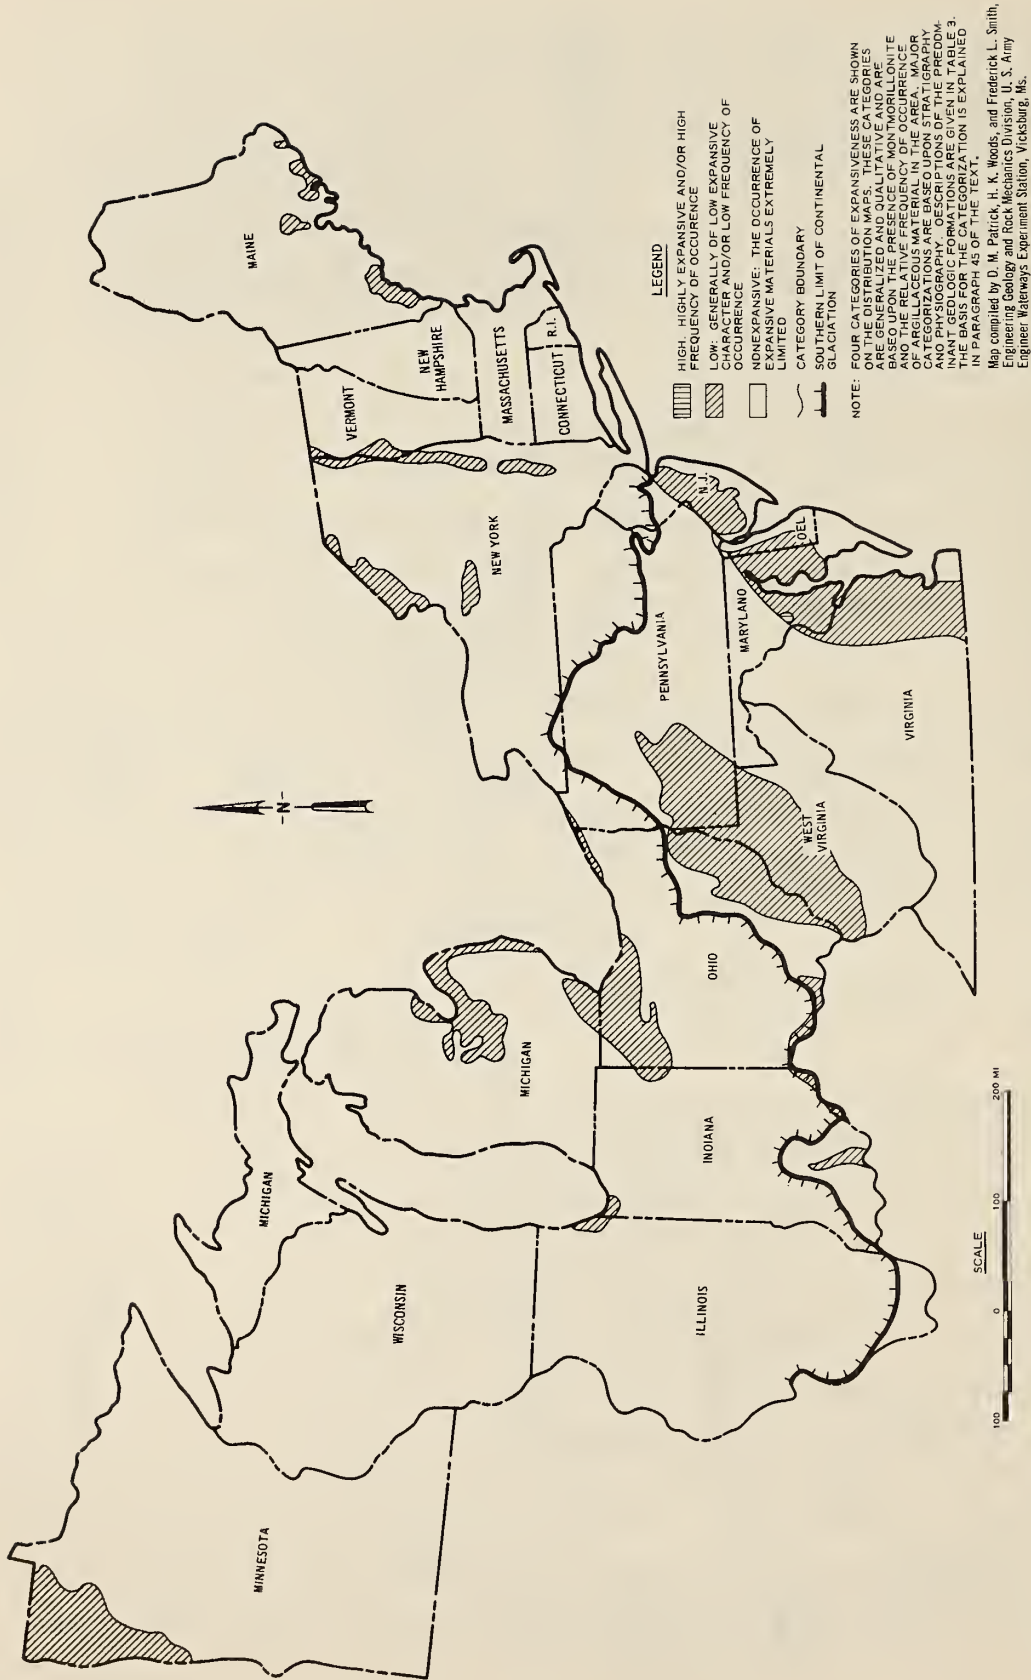 MAINE
VERMONT
NEW
HAMPSHIRE
MASSACHUSETTS
CONNECTICUT
R.I.
NEW YORK
N.J.
PENNSYLVANIA
DEL
MARYLAND
WEST
VIRGINIA
VIRGINIA
OHIO
MICHIGAN
MICHIGAN
INDIANA
WISCONSIN
ILLINOIS
MINNESOTA
-N-
SCALE
100 0 100 200 MI
LEGEND
HIGH. HIGHLY EXPANSIVE AND/OR HIGH
FREQUENCY OF OCCURENCE
LOW: GENERALLY OF LOW EXPANSIVE
CHARACTER AND/OR LOW FREQUENCY OF
OCCURRENCE
NONEXPANSIVE: THE OCCURRENCE OF
EXPANSIVE MATERIALS EXTREMELY
LIMITED
CATEGORY BOUNDARY
SOUTHERN LIMIT OF CONTINENTAL
GLACIATION
NOTE: FOUR CATEGORIES OF EXPANSIVENESS ARE SHOWN
ON THE DISTRIBUTION MAPS. THESE CATEGORIES
ARE GENERALIZED AND QUALITATIVE AND ARE
BASED UPON THE PRESENCE OF MONTMORILLONITE
AND THE RELATIVE FREQUENCY OF OCCURRENCE
OF ARGILLACEOUS MATERIAL IN THE AREA. MAJOR
CATEGORIZATIONS ARE BASED UPON STRATIGRAPHY
AND PHYSIOGRAPHY. DESCRIPTIONS OF THE PREDOM-
INANT GEOLOGIC FORMATIONS ARE GIVEN IN TABLE 3.
THE BASIS FOR THE CATEGORIZATION IS EXPLAINED
IN PARAGRAPH 45 OF THE TEXT.
Map compiled by D. M. Patrick, H. K. Woods, and Frederick L. Smith,
Engineering Geology and Rock Mechanics Division, U. S. Army
Engineer Waterways Experiment Station, Vicksburg, Ms.